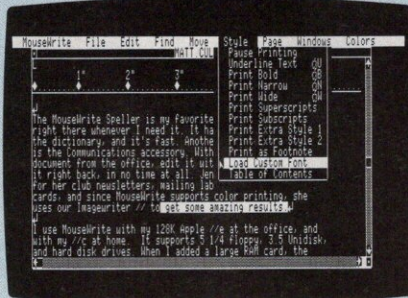 MouseWrite File Edit Find Move Style Page Windows Colors
MATT.CUL
1" 2" 3"
Pause Printing
Underline Text U
Print Bold B
Print Narrow N
Print Wide W
Print Superscripts
Print Subscripts
Print Extra Style 1
Print Extra Style 2
Print as Footnote
Load Custom Font
Table of Contents
The MouseWrite Speller is my favorite
right there whenever I need it. It ha
the dictionary, and it's fast. Anothe
is the Communications accessory. With
document from the office, edit it wit
it right back, in no time at all. Jen
for her club newsletters, mailing lab
cards, and since MouseWrite supports color printing, she
uses our Imagewriter // to get some amazing results.
I use MouseWrite with my 128K Apple //e at the office, and
with my //c at home. It supports 5 1/4 floppy, 3.5 Unidisk,
and hard disk drives. When I added a large RAM card, the